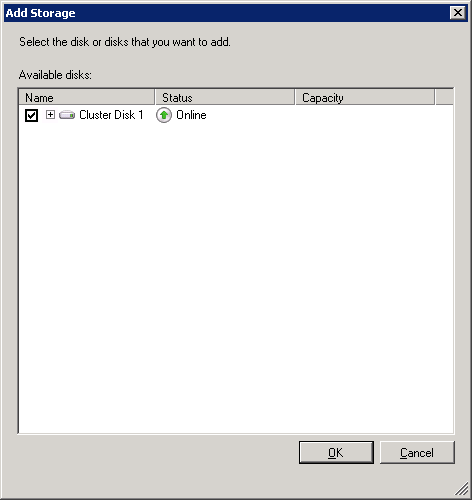 Add Storage
Select the disk or disks that you want to add.
Available disks:
Name Status Capacity
Cluster Disk 1 Online
OK Cancel